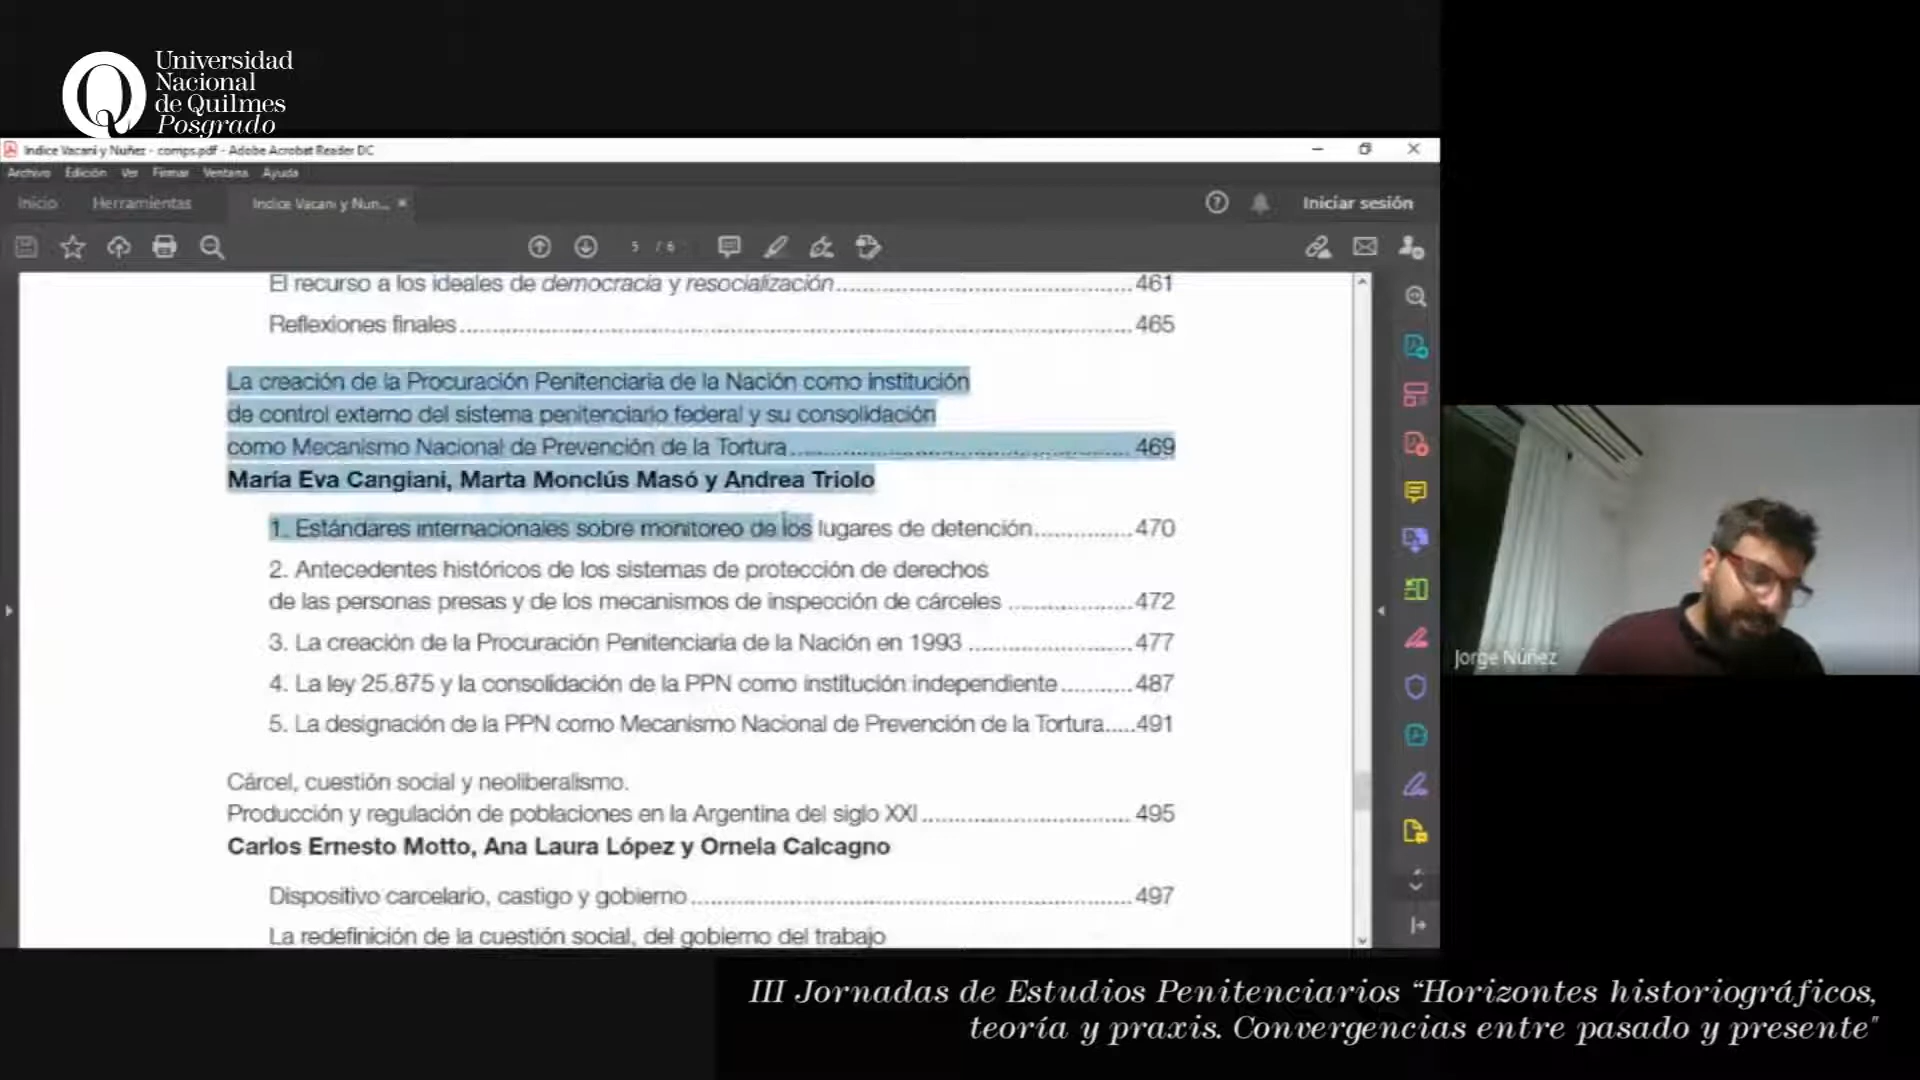 Universidad
Nacional
de Quilmes
Posgrado
Indice Vacani y Nuñez - comps.pdf - Adobe Acrobat Reader DC
Archivo Edición Ver Firmar Ventana Ayuda
Inicio Herramientas Indice Vacani y Nun... × Iniciar sesión
5 / 6
El recurso a los ideales de democracia y resocialización 461
Reflexiones finales 465
La creación de la Procuración Penitenciaria de la Nación como institución
de control externo del sistema penitenciario federal y su consolidación
como Mecanismo Nacional de Prevención de la Tortura 469
María Eva Cangiani, Marta Monclús Masó y Andrea Triolo
1. Estándares internacionales sobre monitoreo de los lugares de detención 470
2. Antecedentes históricos de los sistemas de protección de derechos
de las personas presas y de los mecanismos de inspección de cárceles 472
3. La creación de la Procuración Penitenciaria de la Nación en 1993 477
4. La ley 25.875 y la consolidación de la PPN como institución independiente 487
5. La designación de la PPN como Mecanismo Nacional de Prevención de la Tortura 491
Cárcel, cuestión social y neoliberalismo.
Producción y regulación de poblaciones en la Argentina del siglo XXI 495
Carlos Ernesto Motto, Ana Laura López y Ornela Calcagno
Dispositivo carcelario, castigo y gobierno 497
La redefinición de la cuestión social, del gobierno del trabajo
Jorge Núñez
III Jornadas de Estudios Penitenciarios “Horizontes historiográficos,
teoría y praxis. Convergencias entre pasado y presente"